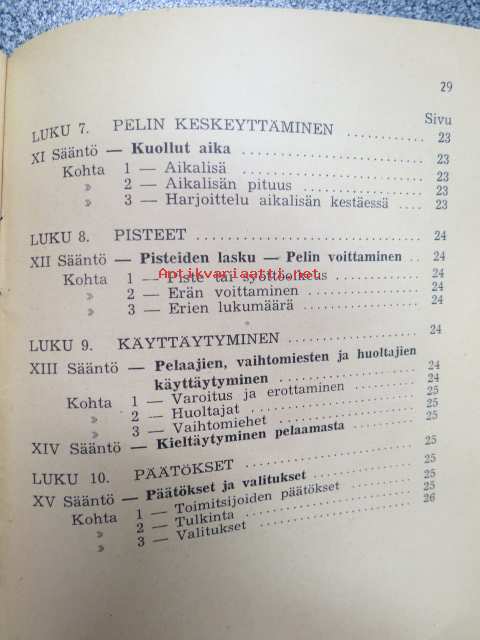 29
Sivu
LUKU 7. PELIN KESKEYTTÄMINEN 23
XI Sääntö — Kuollut aika 23
Kohta 1 — Aikalisä 23
» 2 — Aikalisän pituus 23
» 3 — Harjoittelu aikalisän kestäessä 23
LUKU 8. PISTEET 24
XII Sääntö — Pisteiden lasku — Pelin voittaminen 24
Kohta 1 — Piste tai syöttöoikeus 24
Antikvariaatti.net
» 2 — Erän voittaminen 24
» 3 — Erien lukumäärä 24
LUKU 9. KÄYTTÄYTYMINEN 24
XIII Sääntö — Pelaajien, vaihtomiesten ja huoltajien
käyttäytyminen 24
Kohta 1 — Varoitus ja erottaminen 24
» 2 — Huoltajat 25
» 3 — Vaihtomiehet 25
XIV Sääntö — Kieltäytyminen pelaamasta 25
LUKU 10. PÄÄTÖKSET 25
XV Sääntö — Päätökset ja valitukset 25
Kohta 1 — Toimitsijoiden päätökset 25
» 2 — Tulkinta 25
» 3 — Valitukset 26